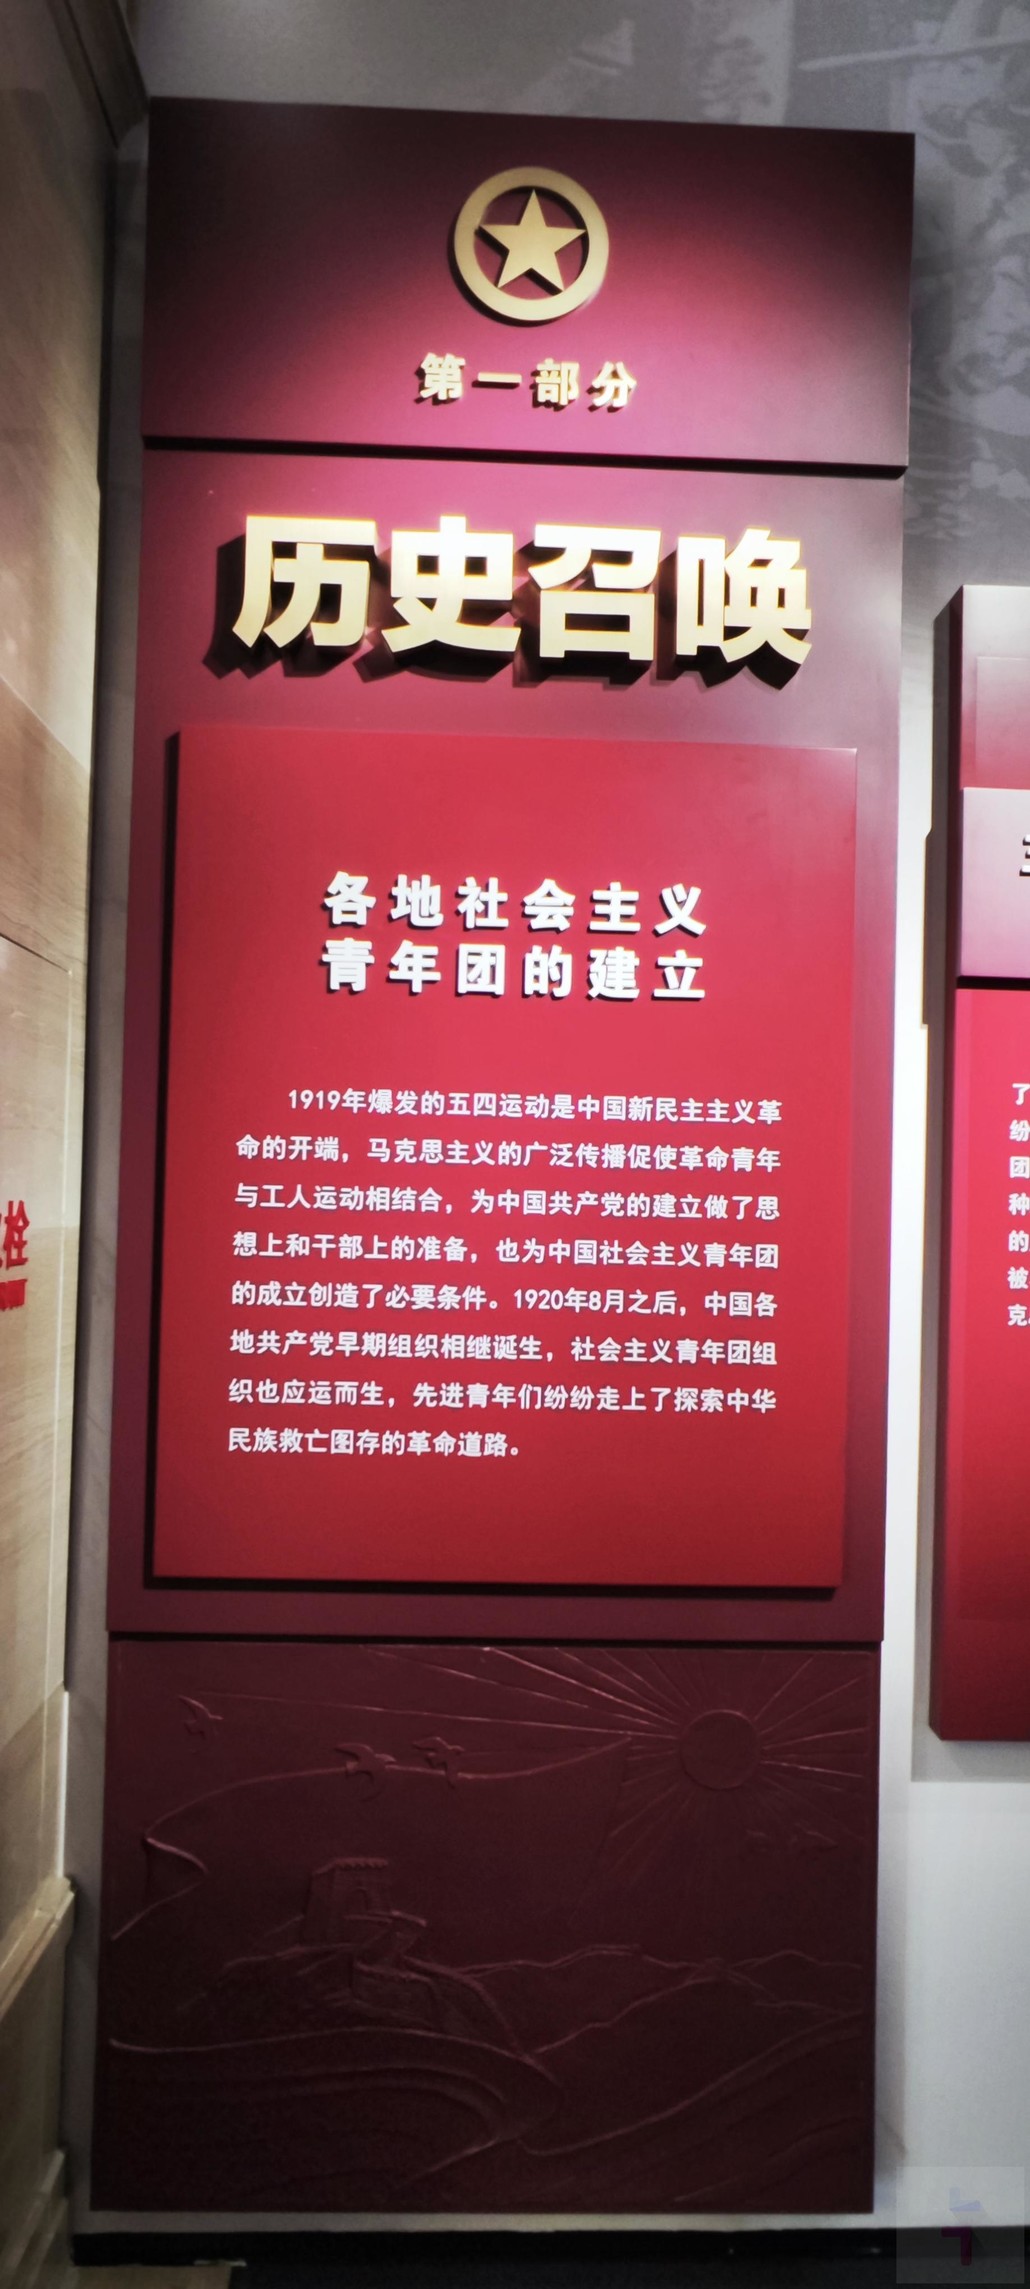 第一部分
历史召唤
各地社会主义
青年团的建立
1919年爆发的五四运动是中国新民主主义革
命的开端，马克思主义的广泛传播促使革命青年
与工人运动相结合，为中国共产党的建立做了思
想上和干部上的准备，也为中国社会主义青年团
的成立创造了必要条件。1920年8月之后，中国各
地共产党早期组织相继诞生，社会主义青年团组
织也应运而生，先进青年们纷纷走上了探索中华
民族救亡图存的革命道路。
栓
了
纷
团
种
的
被
克